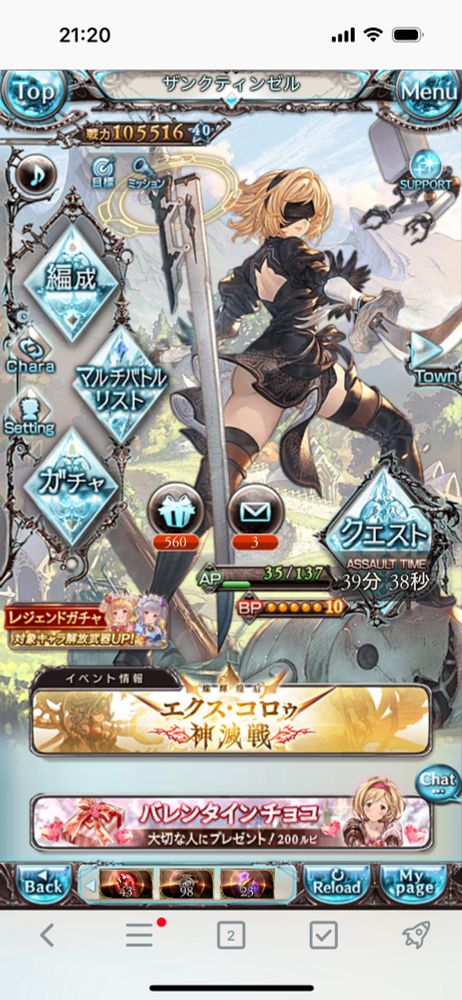 21:20
Top
ザンクティンゼル
Menu
戦力105516
40
目標
ミッション
SUPPORT
編成
Chara
マルチバトル
リスト
Town
Setting
ガチャ
クエスト
560
3
ASSAULT TIME
39分 38秒
AP 35/137
BP 10
レジェンドガチャ
対象キャラ解放武器UP!
イベント情報
燦輝煌后
エクス・コロゥ
神滅戦
Chat
バレンタインチョコ
大切な人にプレゼント!200ルピ
Back
43
98
23
Reload
My page
2